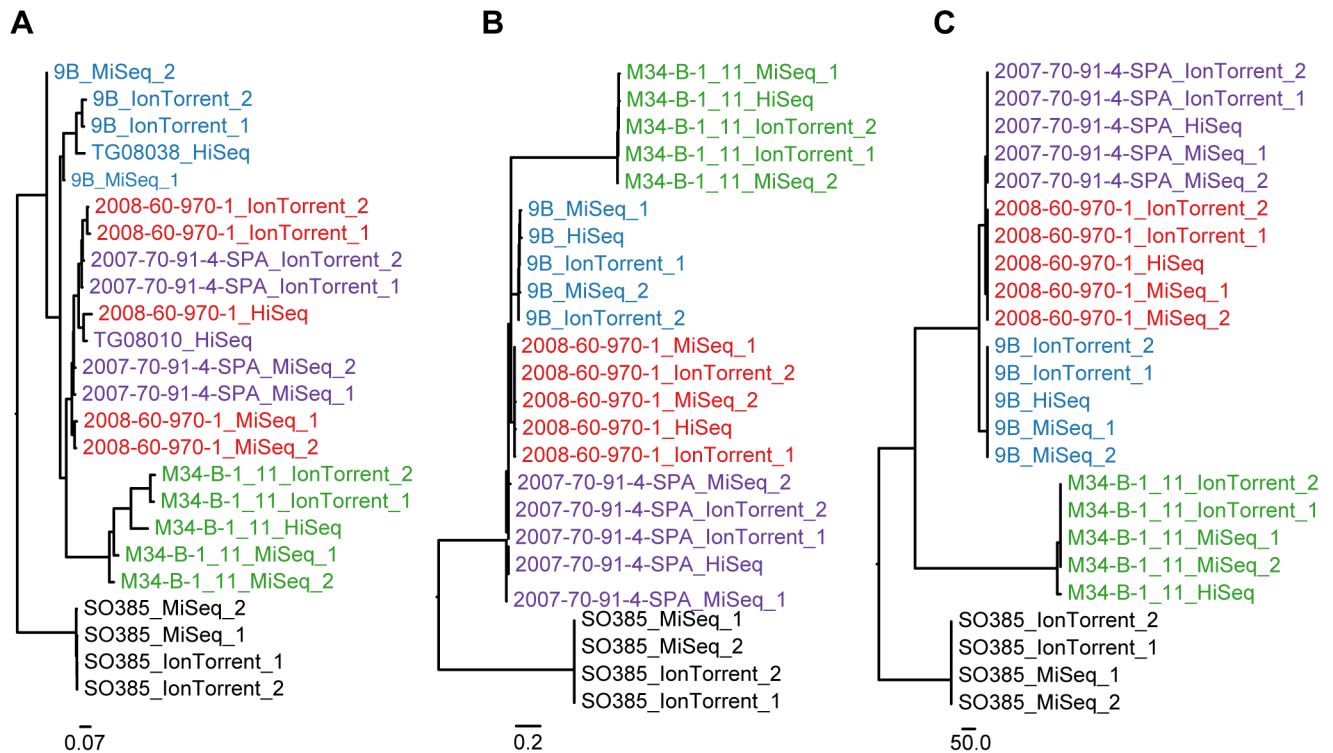 A
9B_MiSeq_2
9B_IonTorrent_2
9B_IonTorrent_1
TG08038_HiSeq
9B_MiSeq_1
2008-60-970-1_IonTorrent_2
2008-60-970-1_IonTorrent_1
2007-70-91-4-SPA_IonTorrent_2
2007-70-91-4-SPA_IonTorrent_1
2008-60-970-1_HiSeq
TG08010_HiSeq
2007-70-91-4-SPA_MiSeq_2
2007-70-91-4-SPA_MiSeq_1
2008-60-970-1_MiSeq_1
2008-60-970-1_MiSeq_2
M34-B-1_11_IonTorrent_2
M34-B-1_11_IonTorrent_1
M34-B-1_11_HiSeq
M34-B-1_11_MiSeq_1
M34-B-1_11_MiSeq_2
SO385_MiSeq_2
SO385_MiSeq_1
SO385_IonTorrent_1
SO385_IonTorrent_2
0.07
B
M34-B-1_11_MiSeq_1
M34-B-1_11_HiSeq
M34-B-1_11_IonTorrent_2
M34-B-1_11_IonTorrent_1
M34-B-1_11_MiSeq_2
9B_MiSeq_1
9B_HiSeq
9B_IonTorrent_1
9B_MiSeq_2
9B_IonTorrent_2
2008-60-970-1_MiSeq_1
2008-60-970-1_IonTorrent_2
2008-60-970-1_MiSeq_2
2008-60-970-1_HiSeq
2008-60-970-1_IonTorrent_1
2007-70-91-4-SPA_MiSeq_2
2007-70-91-4-SPA_IonTorrent_2
2007-70-91-4-SPA_IonTorrent_1
2007-70-91-4-SPA_HiSeq
2007-70-91-4-SPA_MiSeq_1
SO385_MiSeq_1
SO385_MiSeq_2
SO385_IonTorrent_2
SO385_IonTorrent_1
0.2
C
2007-70-91-4-SPA_IonTorrent_2
2007-70-91-4-SPA_IonTorrent_1
2007-70-91-4-SPA_HiSeq
2007-70-91-4-SPA_MiSeq_1
2007-70-91-4-SPA_MiSeq_2
2008-60-970-1_IonTorrent_2
2008-60-970-1_IonTorrent_1
2008-60-970-1_HiSeq
2008-60-970-1_MiSeq_1
2008-60-970-1_MiSeq_2
9B_IonTorrent_2
9B_IonTorrent_1
9B_HiSeq
9B_MiSeq_1
9B_MiSeq_2
M34-B-1_11_IonTorrent_2
M34-B-1_11_IonTorrent_1
M34-B-1_11_MiSeq_1
M34-B-1_11_MiSeq_2
M34-B-1_11_HiSeq
SO385_IonTorrent_2
SO385_IonTorrent_1
SO385_MiSeq_1
SO385_MiSeq_2
50.0